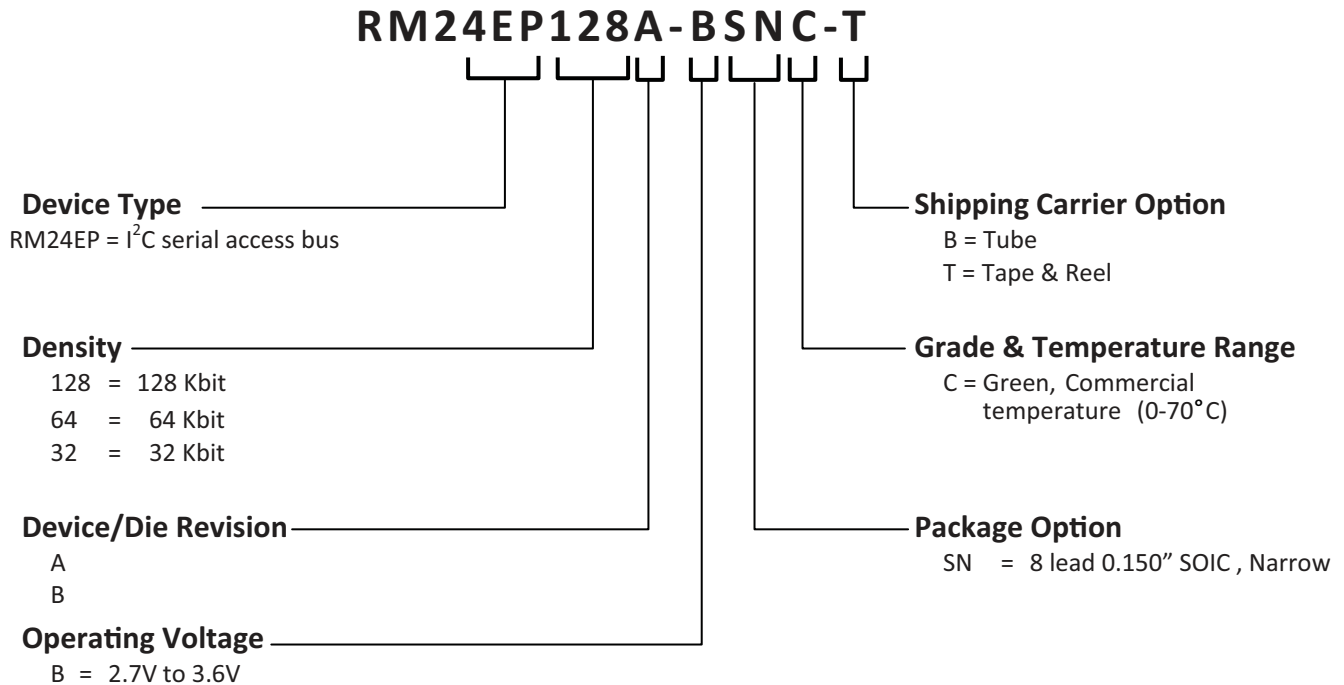 RM24EP128A-BSNC-T
Device Type
RM24EP = I²C serial access bus
Density
128 = 128 Kbit
64 = 64 Kbit
32 = 32 Kbit
Device/Die Revision
A
B
Operating Voltage
B = 2.7V to 3.6V
Shipping Carrier Option
B = Tube
T = Tape & Reel
Grade & Temperature Range
C = Green, Commercial
temperature (0-70°C)
Package Option
SN = 8 lead 0.150” SOIC , Narrow